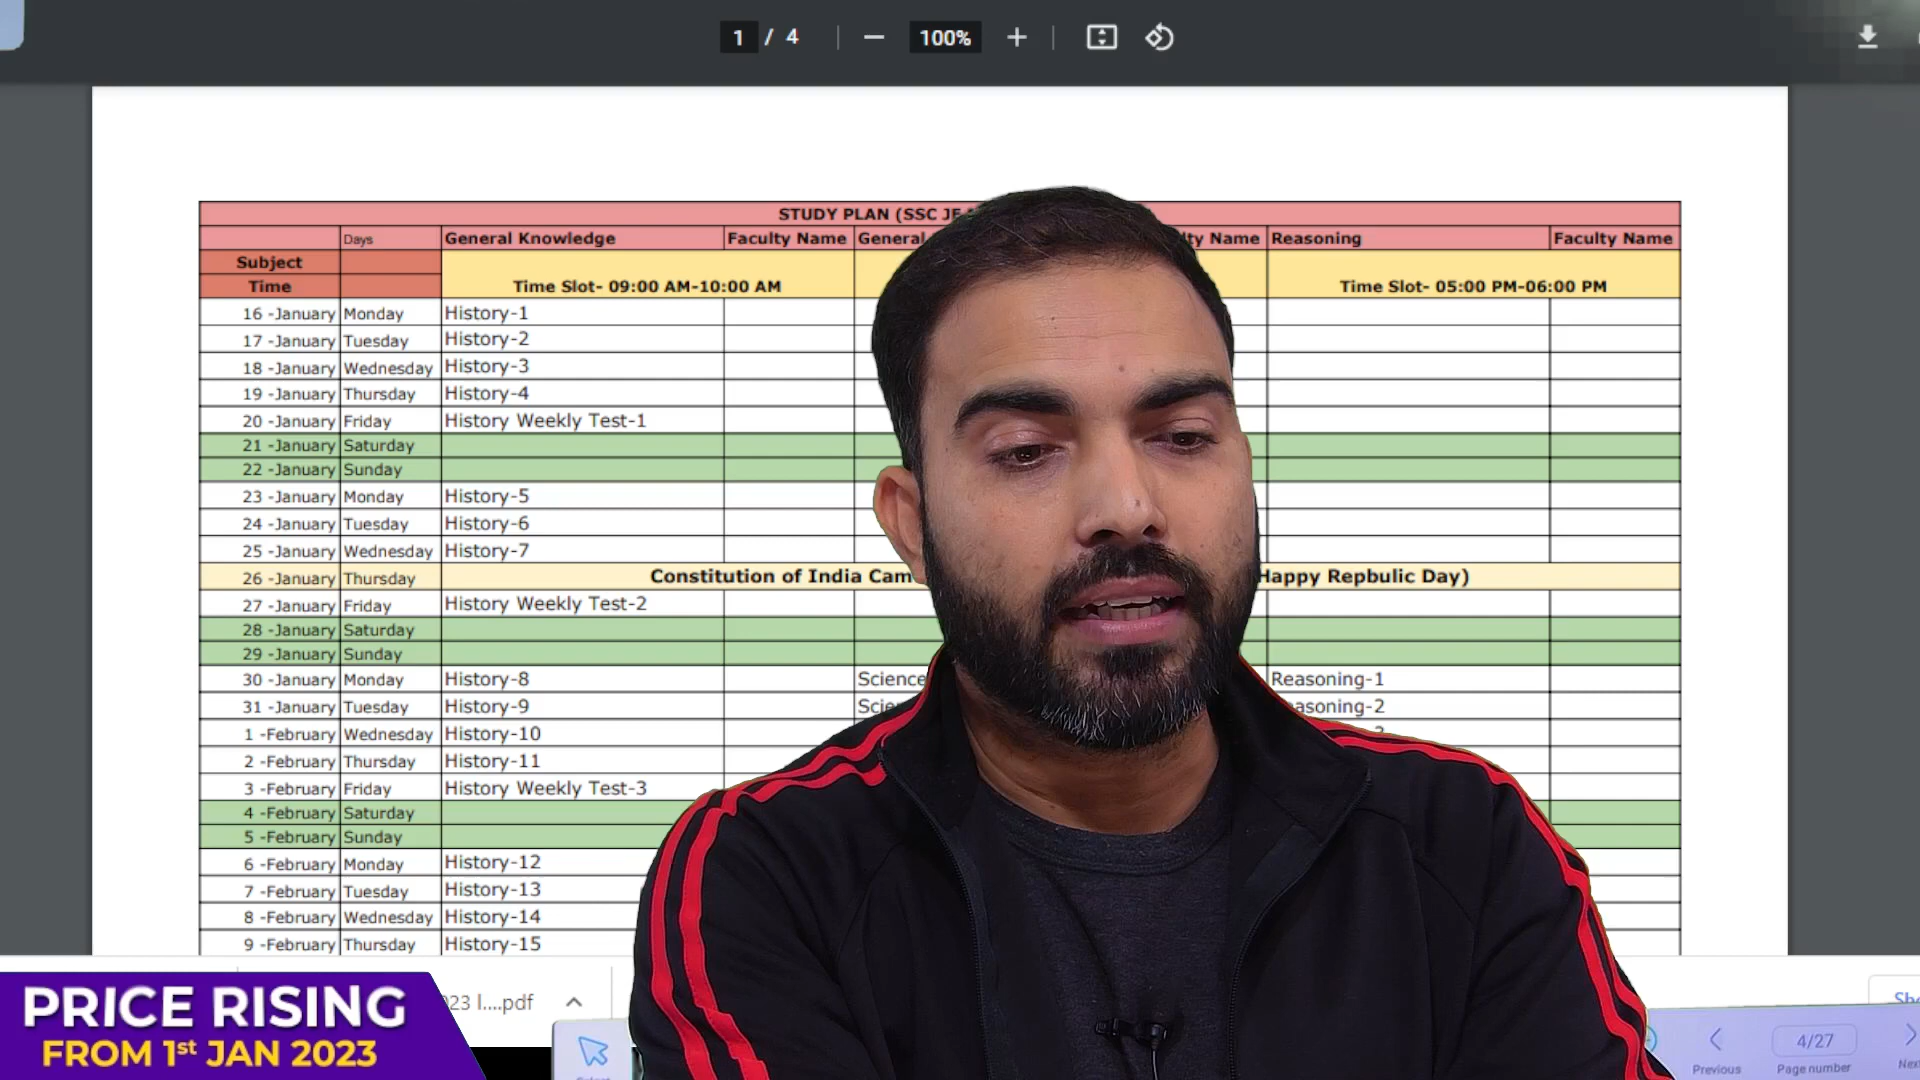 1 / 4
100%
STUDY PLAN (SSC JE
Days General Knowledge Faculty Name General Name Reasoning Faculty Name
Subject
Time Time Slot- 09:00 AM-10:00 AM Time Slot- 05:00 PM-06:00 PM
16 -January Monday History-1
17 -January Tuesday History-2
18 -January Wednesday History-3
19 -January Thursday History-4
20 -January Friday History Weekly Test-1
21 -January Saturday
22 -January Sunday
23 -January Monday History-5
24 -January Tuesday History-6
25 -January Wednesday History-7
26 -January Thursday Constitution of India Happy Repbulic Day)
27 -January Friday History Weekly Test-2
28 -January Saturday
29 -January Sunday
30 -January Monday History-8 Science Reasoning-1
31 -January Tuesday History-9 Reasoning-2
1 -February Wednesday History-10
2 -February Thursday History-11
3 -February Friday History Weekly Test-3
4 -February Saturday
5 -February Sunday
6 -February Monday History-12
7 -February Tuesday History-13
8 -February Wednesday History-14
9 -February Thursday History-15
PRICE RISING
FROM 1st JAN 2023
23 l....pdf
Previous
4/27
Page number